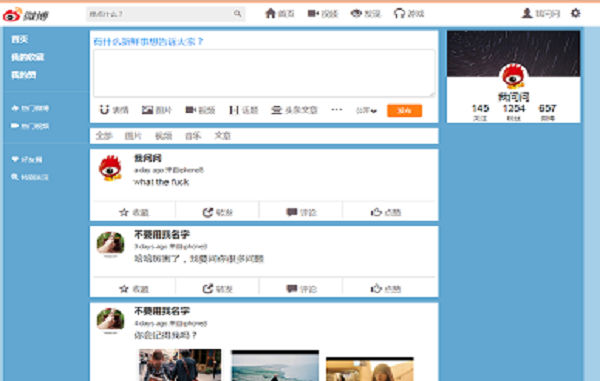 微博
想点什么?
首页
视频
发现
游戏
我问问
首页
我的收藏
我的赞
热门微博
热门视频
好友圈
特别关注
有什么新鲜事想告诉大家?
表情 图片 视频 话题 头条文章 ••• 公开 发布
全部 图片 视频 音乐 文章
我问问
a day ago 来自iphone8
what the fuck
收藏 转发 评论 点赞
不要用我名字
3 days ago 来自iphone8
哈哈厉害了,我要问你很多问题
收藏 转发 评论 点赞
不要用我名字
4 days ago 来自iphone8
你会记得我吗?
我问问
145 1254 657
关注 粉丝 微博